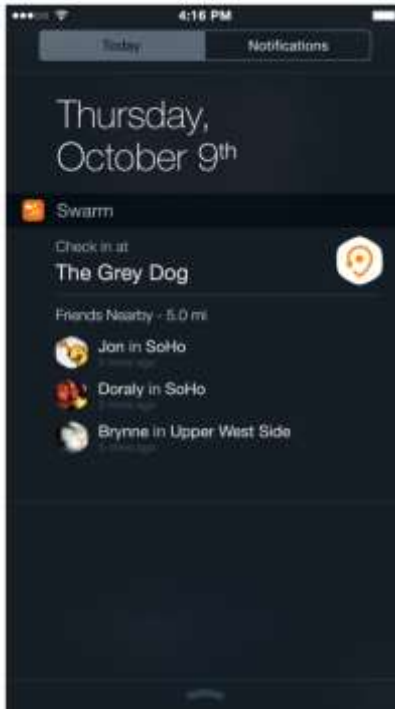 4:16 PM
Today
Notifications
Thursday,
October 9th
Swarm
Check in at
The Grey Dog
Friends Nearby - 5.0 mi
Jon in SoHo
Doraly in SoHo
Brynne in Upper West Side